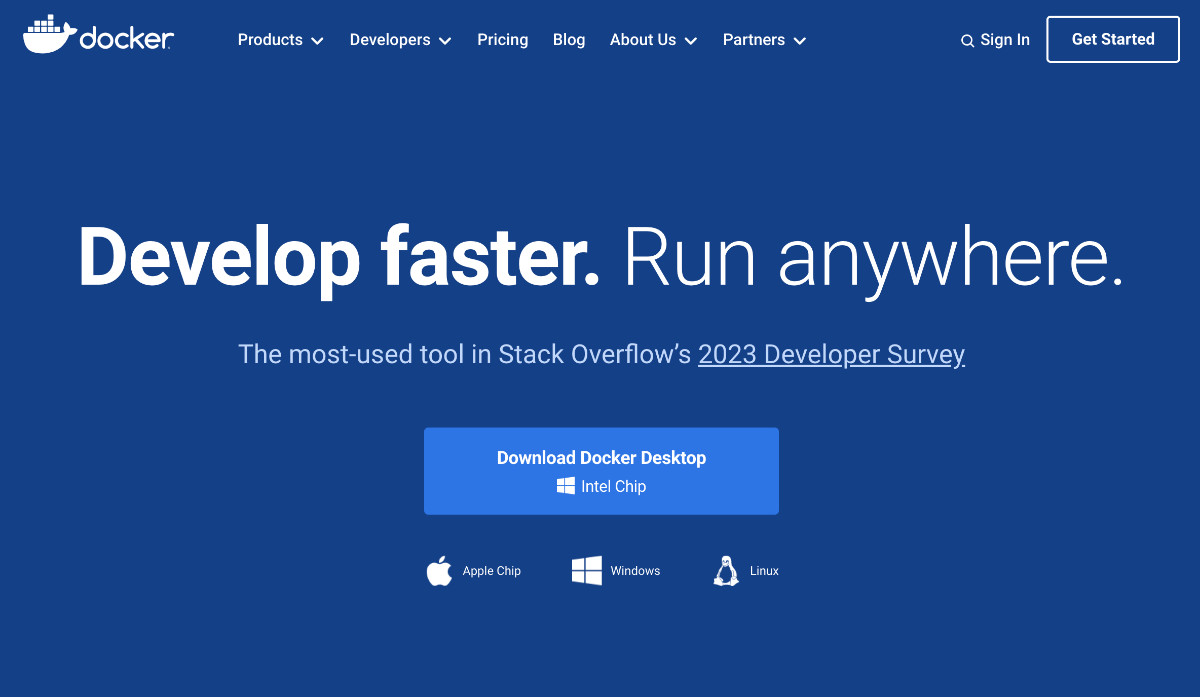 docker
Products
Developers
Pricing
Blog
About Us
Partners
Sign In
Get Started
Develop faster. Run anywhere.
The most-used tool in Stack Overflow’s 2023 Developer Survey
Download Docker Desktop
Intel Chip
Apple Chip
Windows
Linux